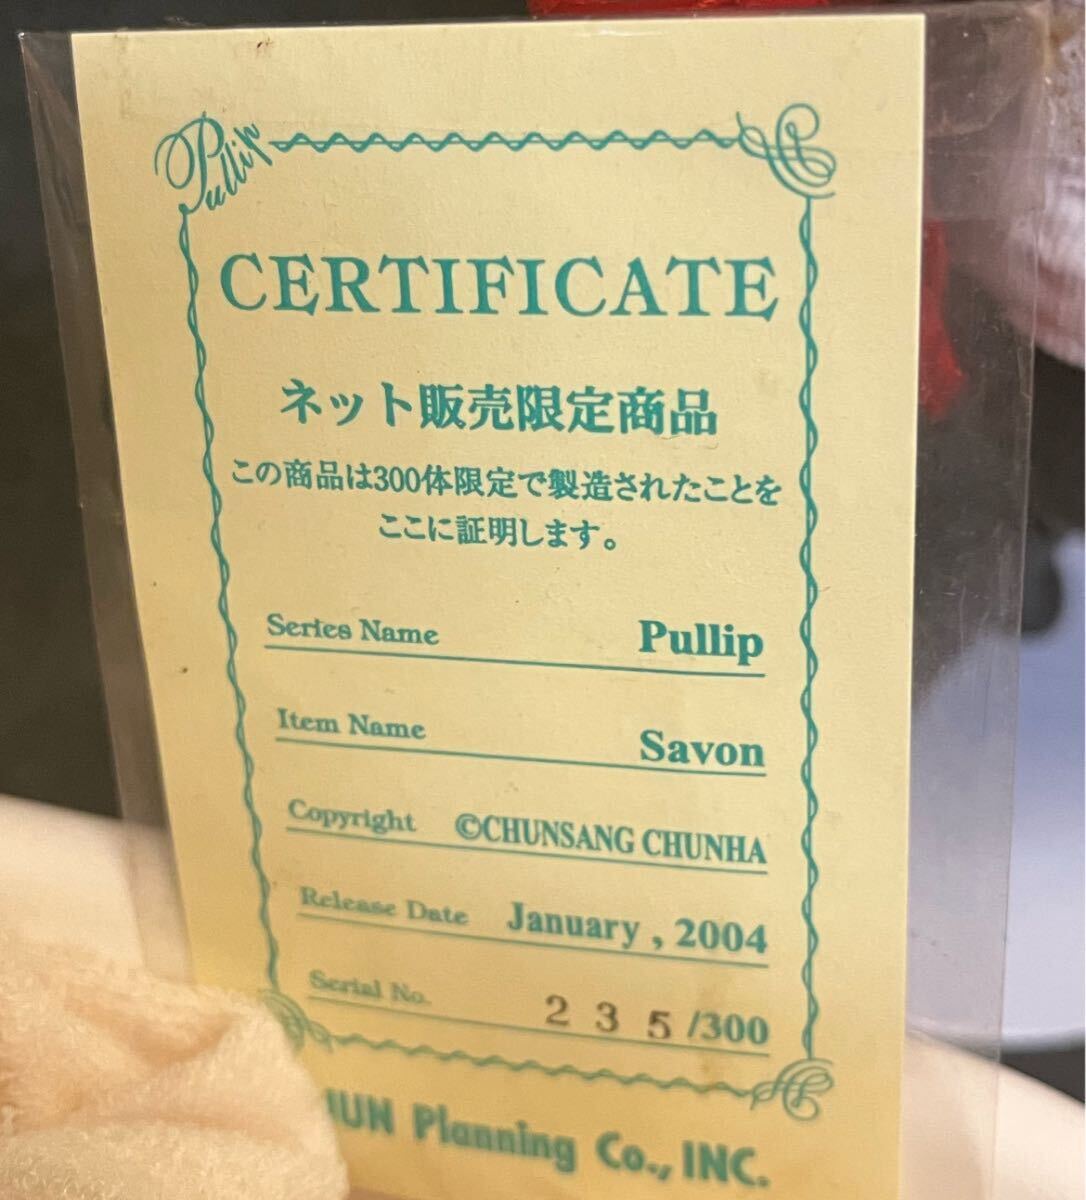 Pullip
CERTIFICATE
ネット販売限定商品
この商品は300体限定で製造されたことを
ここに証明します。
Series Name Pullip
Item Name Savon
Copyright ©CHUNSANG CHUNHA
Release Date January , 2004
Serial No. 2 3 5 /300
Planning Co., INC.